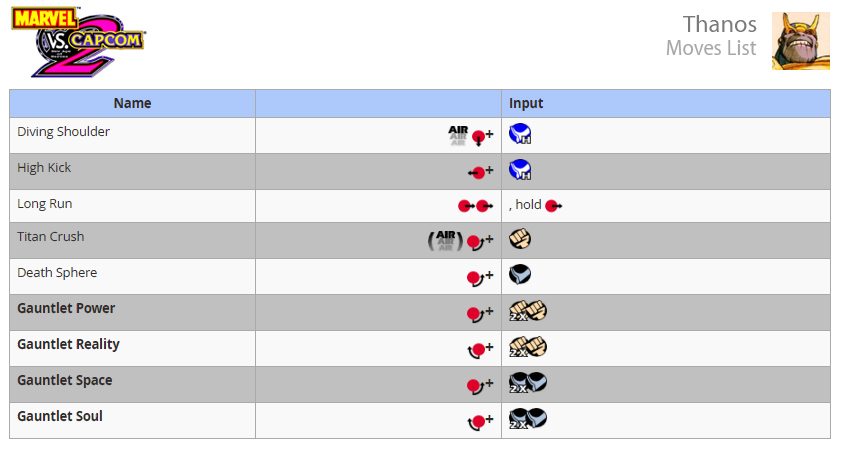 MARVEL
VS. CAPCOM
2
Thanos
Moves List
Name Input
Diving Shoulder AIR + H
High Kick + H
Long Run , hold
Titan Crush (AIR) +
Death Sphere +
Gauntlet Power + 2X
Gauntlet Reality + 2X
Gauntlet Space + 2X
Gauntlet Soul + 2X